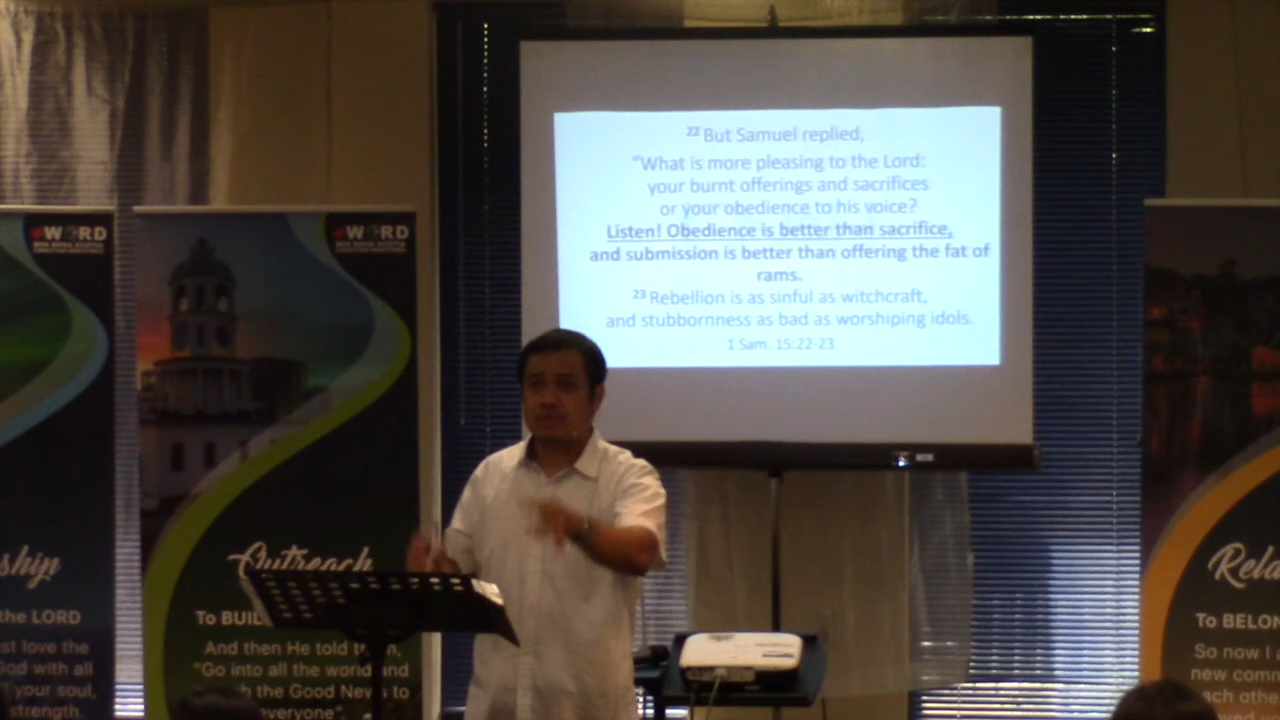 22 But Samuel replied,
"What is more pleasing to the Lord:
your burnt offerings and sacrifices
or your obedience to his voice?
Listen! Obedience is better than sacrifice,
and submission is better than offering the fat of
rams.
23 Rebellion is as sinful as witchcraft,
and stubbornness as bad as worshiping idols.
1 Sam. 15:22-23
WORD
ship
the LORD
st love the
God with all
your soul,
strength.
WORD
Outreach
To BUIL
And then He told
"Go into all the world and
h the Good News to
everyone".
Rela
To BELON
So now I a
new comm
each othe